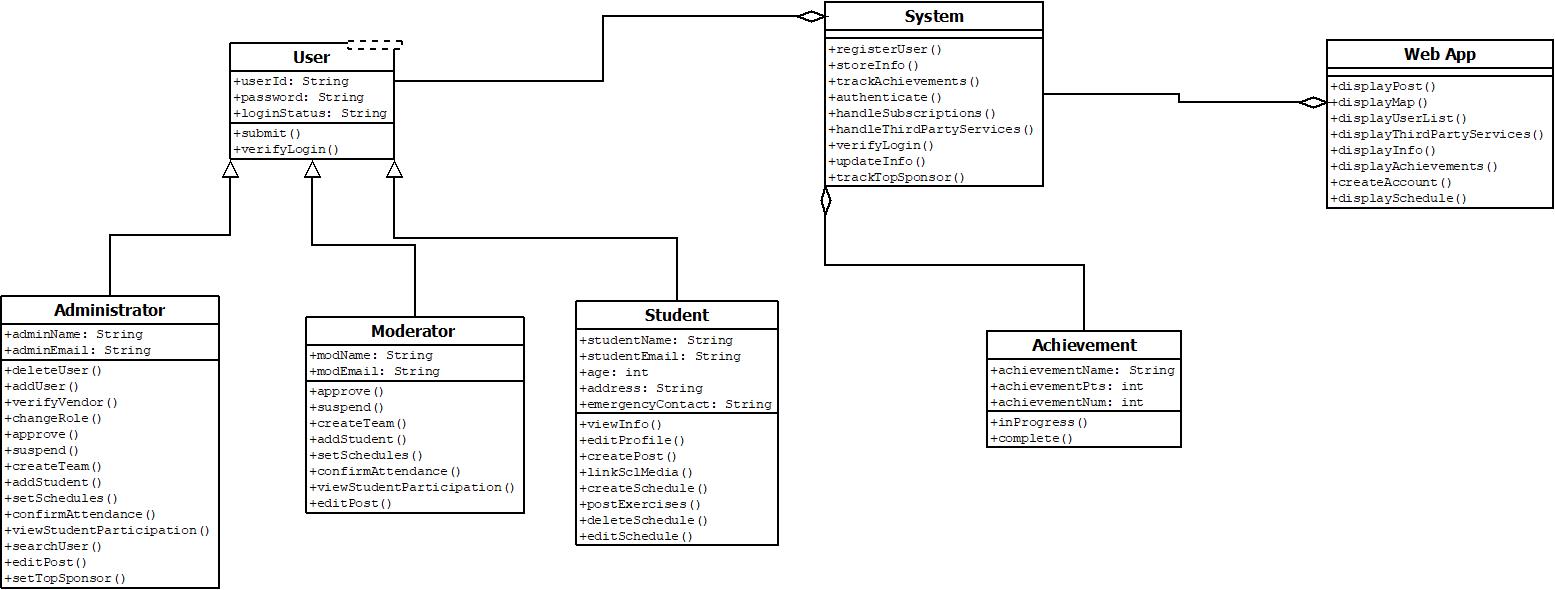 System
+registerUser()
+storeInfo()
+trackAchievements()
+authenticate()
+handleSubscriptions()
+handleThirdPartyServices()
+verifyLogin()
+updateInfo()
+trackTopSponsor()
User
+userId: String
+password: String
+loginStatus: String
+submit()
+verifyLogin()
Web App
+displayPost()
+displayMap()
+displayUserList()
+displayThirdPartyServices()
+displayInfo()
+displayAchievements()
+createAccount()
+displaySchedule()
Administrator
+adminName: String
+adminEmail: String
+deleteUser()
+addUser()
+verifyVendor()
+changeRole()
+approve()
+suspend()
+createTeam()
+addStudent()
+setSchedules()
+confirmAttendance()
+viewStudentParticipation()
+searchUser()
+editPost()
+setTopSponsor()
Moderator
+modName: String
+modEmail: String
+approve()
+suspend()
+createTeam()
+addStudent()
+setSchedules()
+confirmAttendance()
+viewStudentParticipation()
+editPost()
Student
+studentName: String
+studentEmail: String
+age: int
+address: String
+emergencyContact: String
+viewInfo()
+editProfile()
+createPost()
+linkSclMedia()
+createSchedule()
+postExercises()
+deleteSchedule()
+editSchedule()
Achievement
+achievementName: String
+achievementPts: int
+achievementNum: int
+inProgress()
+complete()